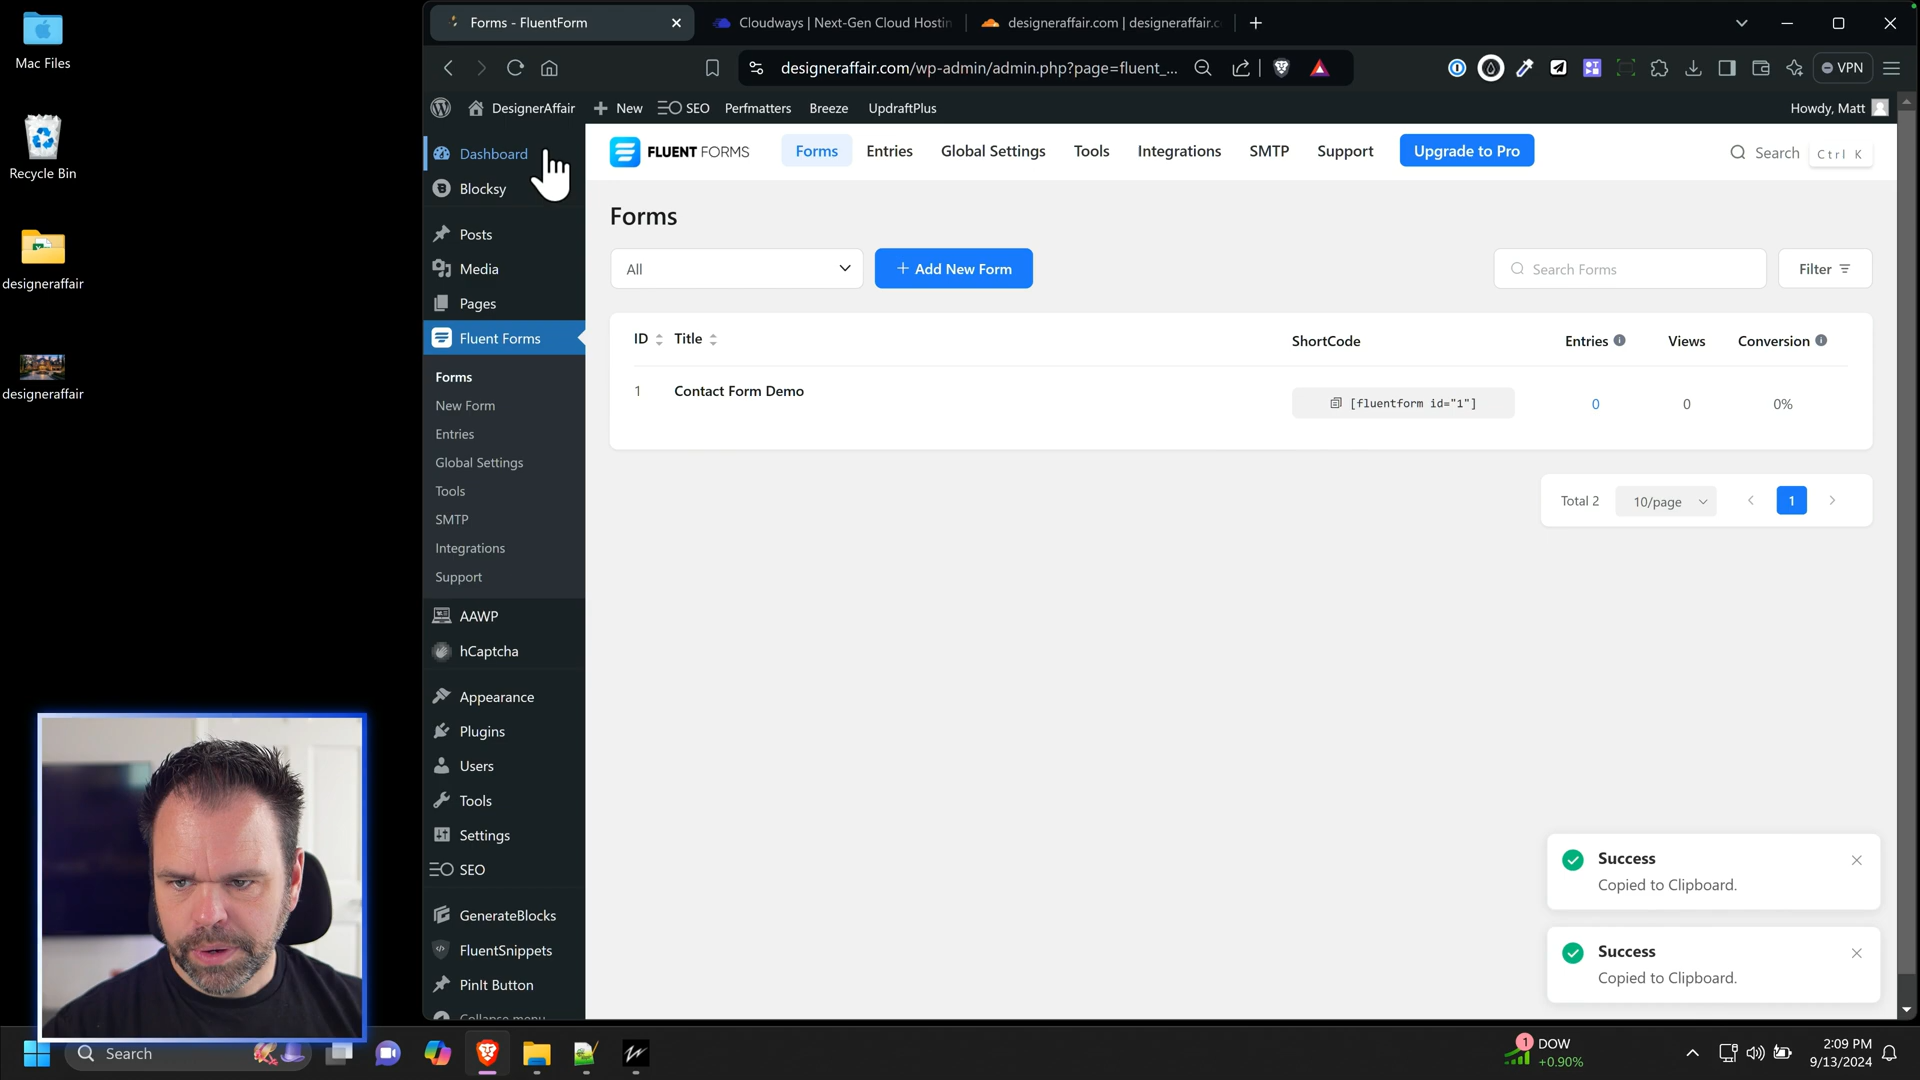 Mac Files
Recycle Bin
designeraffair
designeraffair
Forms - FluentForm
Cloudways | Next-Gen Cloud Hostin
designeraffair.com | designeraffair.c
designeraffair.com/wp-admin/admin.php?page=fluent_...
VPN
DesignerAffair
New
SEO
Perfmatters
Breeze
UpdraftPlus
Howdy, Matt
Dashboard
Blocksy
Posts
Media
Pages
Fluent Forms
Forms
New Form
Entries
Global Settings
Tools
SMTP
Integrations
Support
AAWP
hCaptcha
Appearance
Plugins
Users
Tools
Settings
SEO
GenerateBlocks
FluentSnippets
PinIt Button
Collapse menu
FLUENT FORMS
Forms
Entries
Global Settings
Tools
Integrations
SMTP
Support
Upgrade to Pro
Search
Ctrl K
Forms
All
+ Add New Form
Search Forms
Filter
ID
Title
ShortCode
Entries
Views
Conversion
1
Contact Form Demo
[fluentform id="1"]
0
0
0%
Total 2
10/page
1
Success
Copied to Clipboard.
Success
Copied to Clipboard.
Search
1
DOW
+0.90%
2:09 PM
9/13/2024